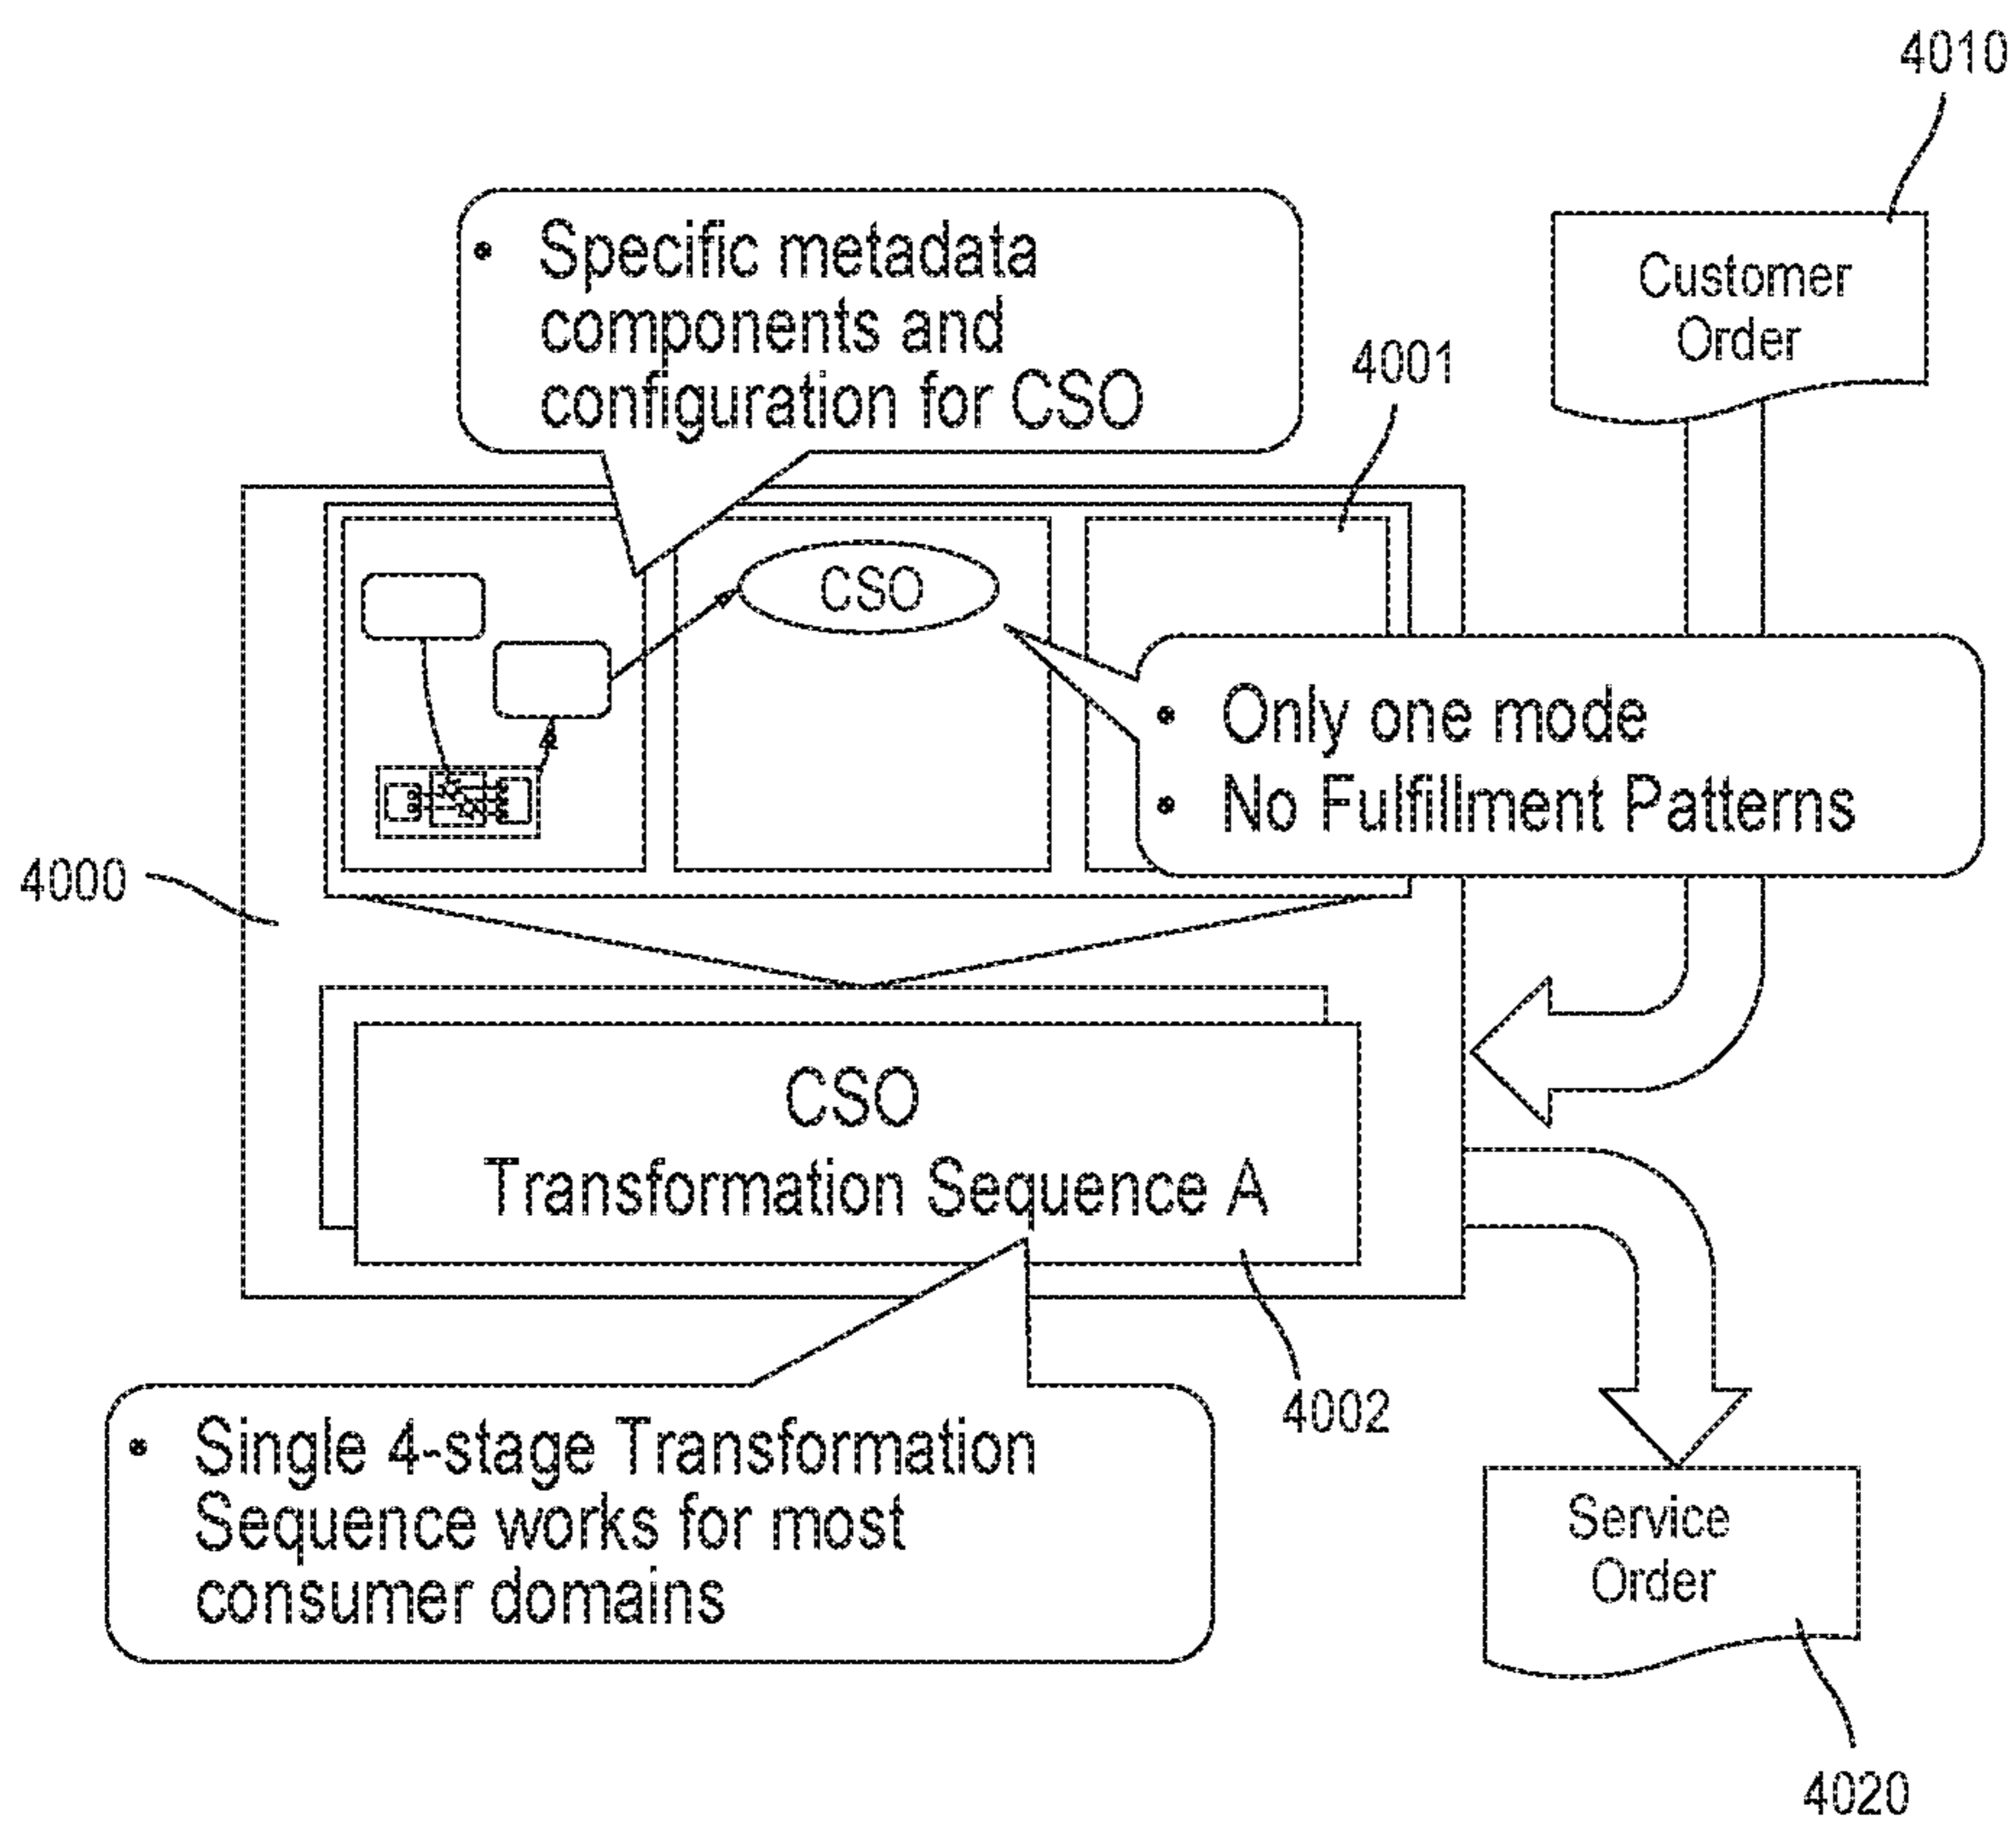 4010
• Specific metadata
components and
configuration for CSO
Customer
Order
4001
CSO
• Only one mode
• No Fulfillment Patterns
4000
CSO
Transformation Sequence A
4002
• Single 4-stage Transformation
Sequence works for most
consumer domains
Service
Order
4020